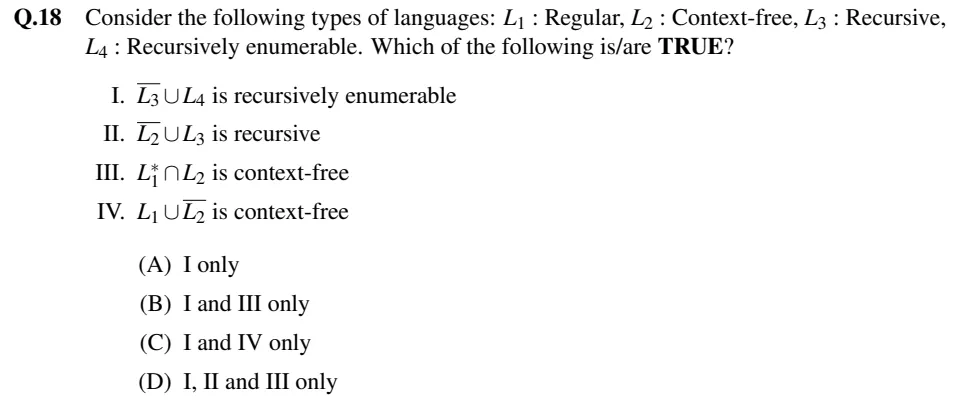 Q.18 Consider the following types of languages: L₁ : Regular, L₂ : Context-free, L₃ : Recursive,
L₄ : Recursively enumerable. Which of the following is/are TRUE?
I. L̅₃ ∪ L₄ is recursively enumerable
II. L̅₂ ∪ L₃ is recursive
III. L₁* ∩ L₂ is context-free
IV. L₁ ∪ L̅₂ is context-free
(A) I only
(B) I and III only
(C) I and IV only
(D) I, II and III only